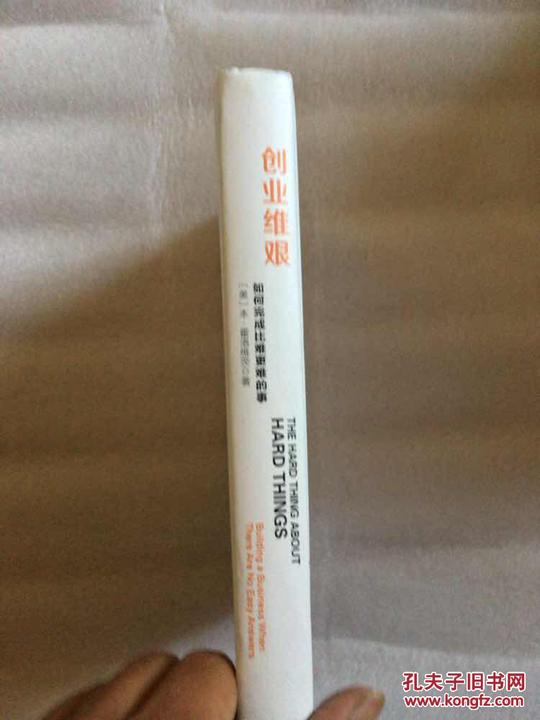 创业维艰
如何完成比难更难的事
［美］本·霍洛维茨◎著
THE HARD THING ABOUT
HARD THINGS
Building a Business When
There Are No Easy Answers
孔夫子旧书网
www.kongfz.com